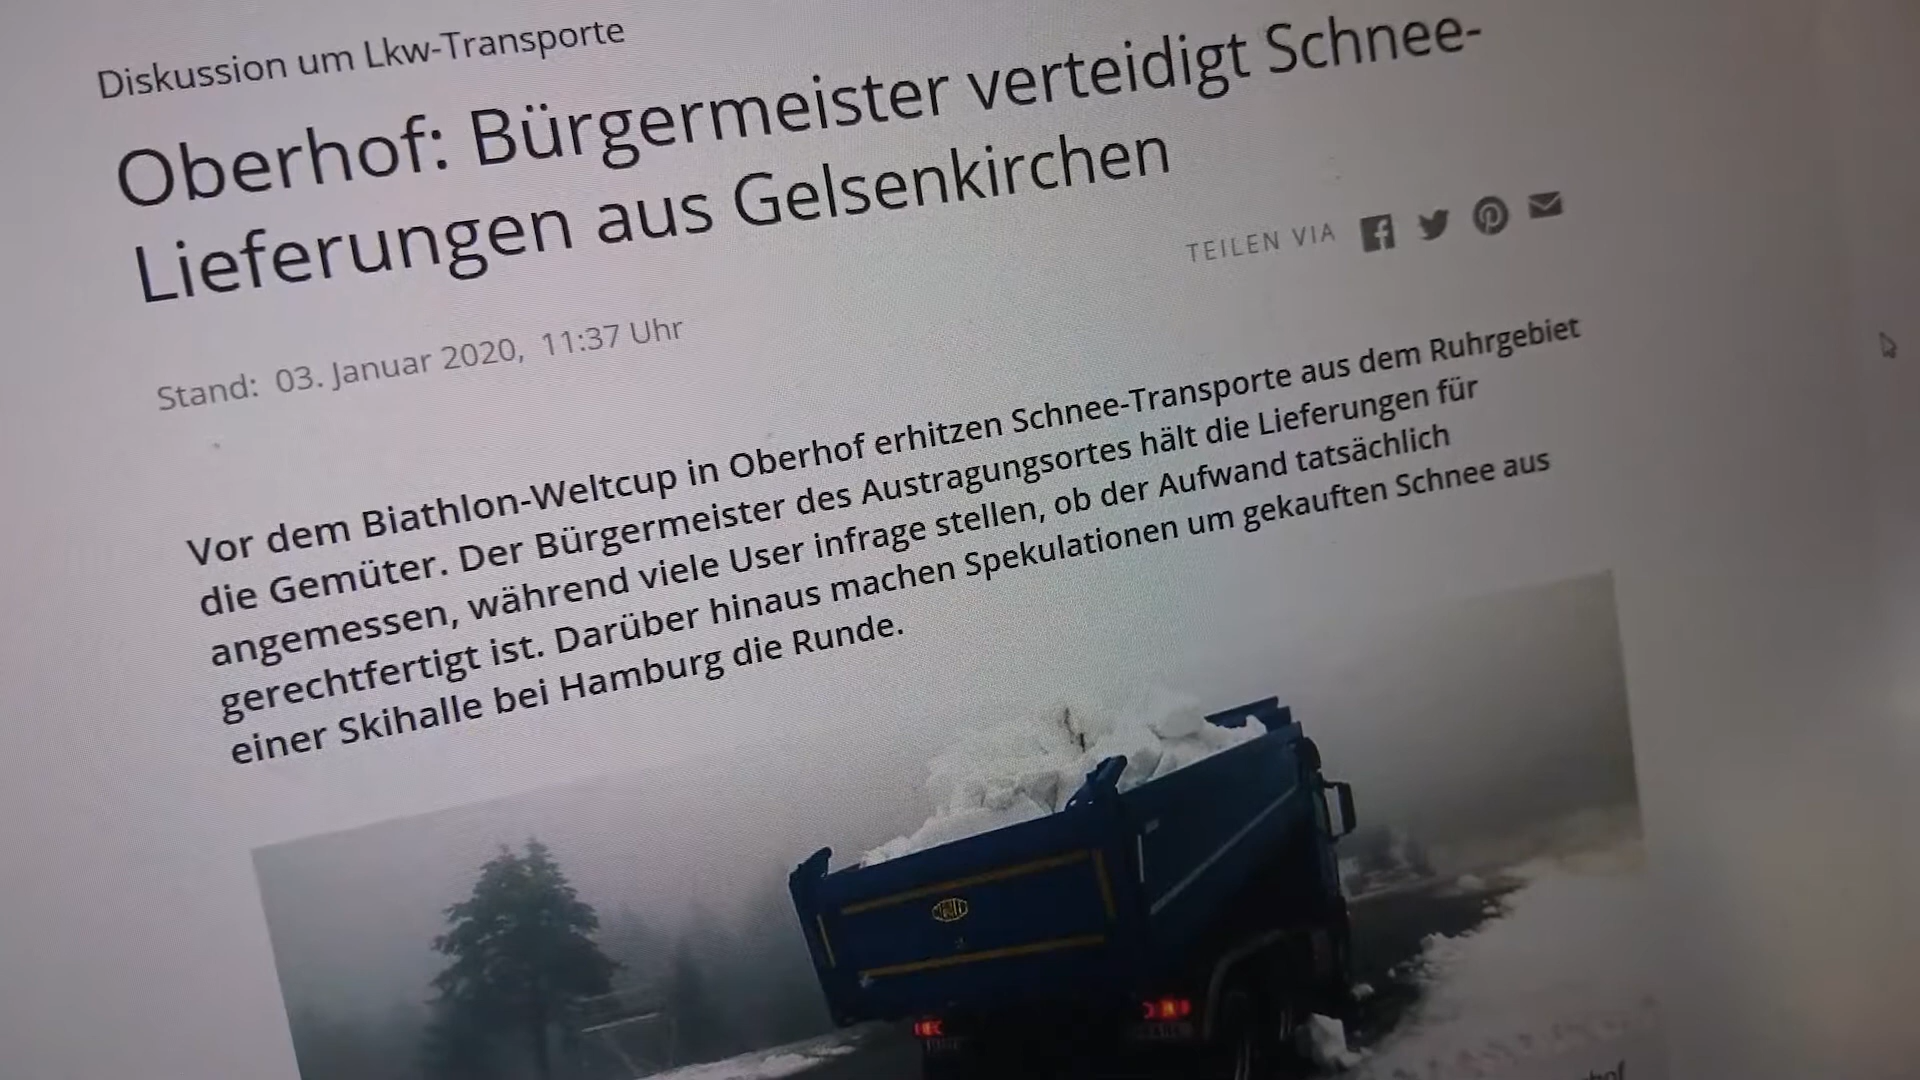 Diskussion um Lkw-Transporte
Oberhof: Bürgermeister verteidigt Schnee-
Lieferungen aus Gelsenkirchen
TEILEN VIA
Stand: 03. Januar 2020, 11:37 Uhr
Vor dem Biathlon-Weltcup in Oberhof erhitzen Schnee-Transporte aus dem Ruhrgebiet
die Gemüter. Der Bürgermeister des Austragungsortes hält die Lieferungen für
angemessen, während viele User infrage stellen, ob der Aufwand tatsächlich
gerechtfertigt ist. Darüber hinaus machen Spekulationen um gekauften Schnee aus
einer Skihalle bei Hamburg die Runde.